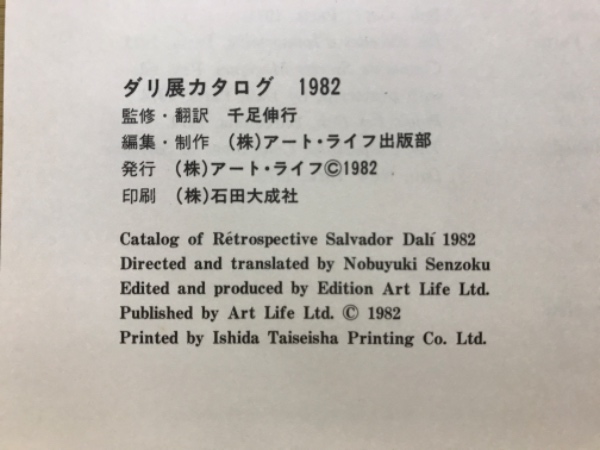 ダリ展カタログ 1982
監修・翻訳 千足伸行
編集・制作 (株)アート・ライフ出版部
発行 (株)アート・ライフ©1982
印刷 (株)石田大成社
Catalog of Rétrospective Salvador Dalí 1982
Directed and translated by Nobuyuki Senzoku
Edited and produced by Edition Art Life Ltd.
Published by Art Life Ltd. © 1982
Printed by Ishida Taiseisha Printing Co. Ltd.